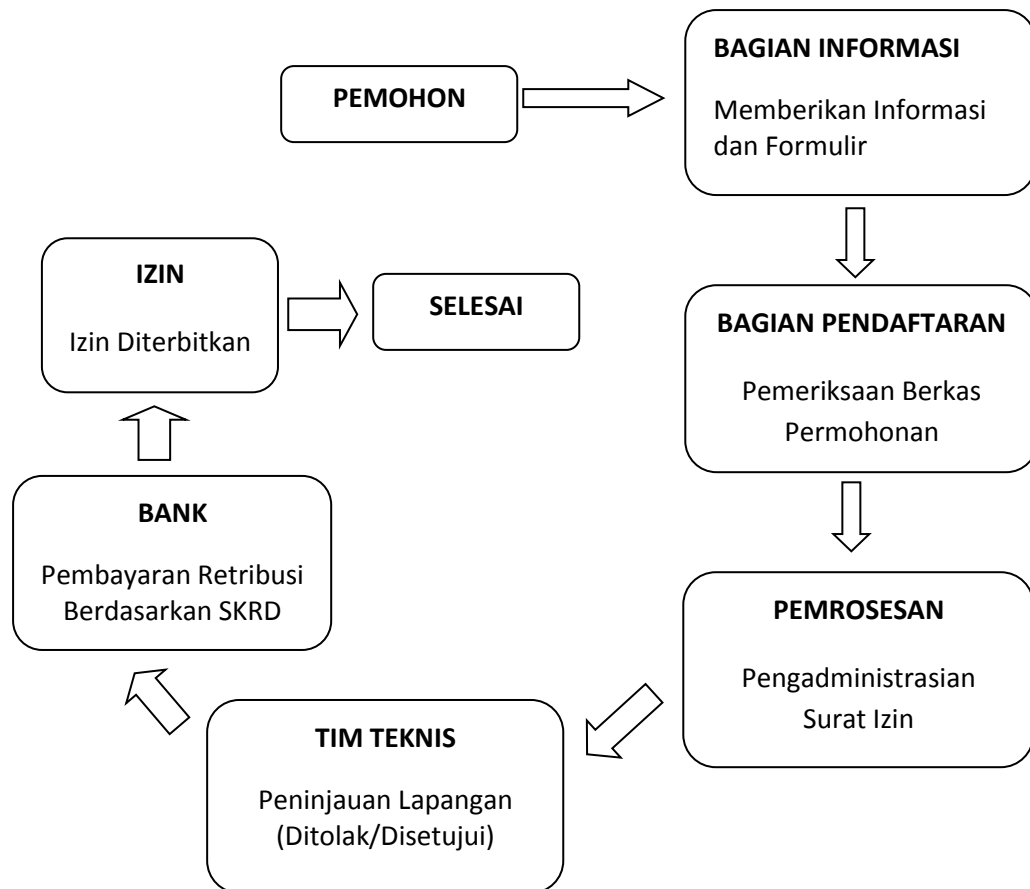 PEMOHON
BAGIAN INFORMASI
Memberikan Informasi
dan Formulir
BAGIAN PENDAFTARAN
Pemeriksaan Berkas
Permohonan
PEMROSESAN
Pengadministrasian
Surat Izin
TIM TEKNIS
Peninjauan Lapangan
(Ditolak/Disetujui)
BANK
Pembayaran Retribusi
Berdasarkan SKRD
IZIN
Izin Diterbitkan
SELESAI